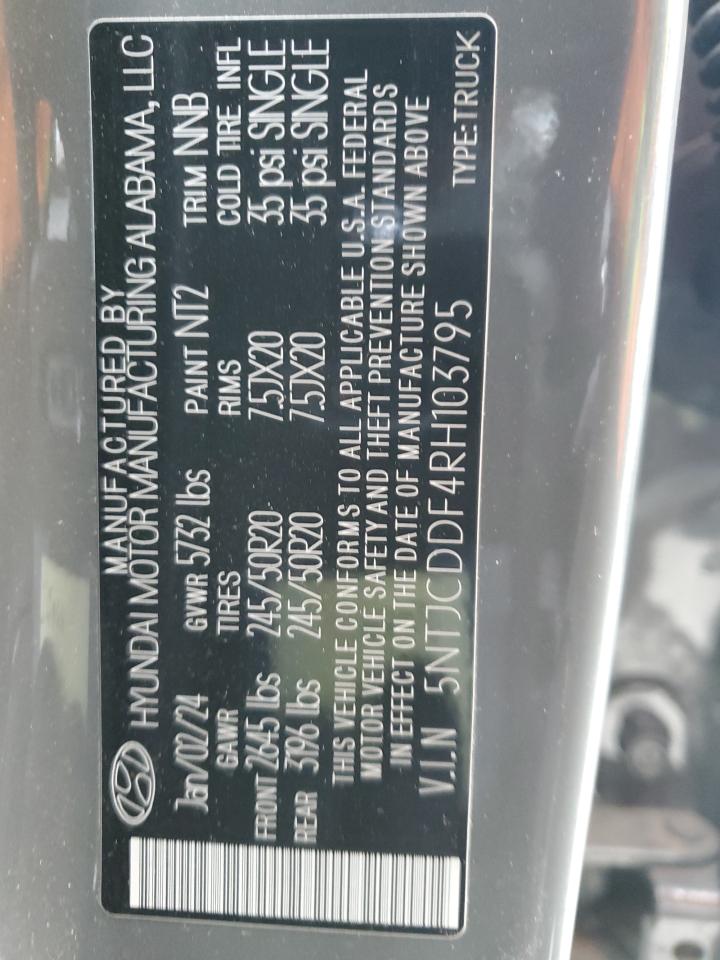 MANUFACTURED BY
HYUNDAI MOTOR MANUFACTURING ALABAMA, LLC
Jan/02/24 GVWR 5732 lbs PAINT NT2 TRIM NNB
GAWR TIRES RIMS COLD TIRE INFL
FRONT 2645 lbs 245/50R20 7.5JX20 35 psi SINGLE
REAR 3196 lbs 245/50R20 7.5JX20 35 psi SINGLE
THIS VEHICLE CONFORMS TO ALL APPLICABLE U.S.A. FEDERAL
MOTOR VEHICLE SAFETY AND THEFT PREVENTION STANDARDS
IN EFFECT ON THE DATE OF MANUFACTURE SHOWN ABOVE
V.I.N 5NTJCDDF4RH103795 TYPE:TRUCK